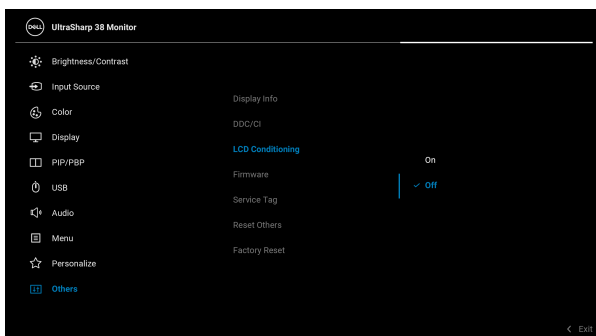 DELL UltraSharp 38 Monitor
Brightness/Contrast
Input Source
Color
Display
PIP/PBP
USB
Audio
Menu
Personalize
Others
Display Info
DDC/CI
LCD Conditioning
Firmware
Service Tag
Reset Others
Factory Reset
On
Off
Exit